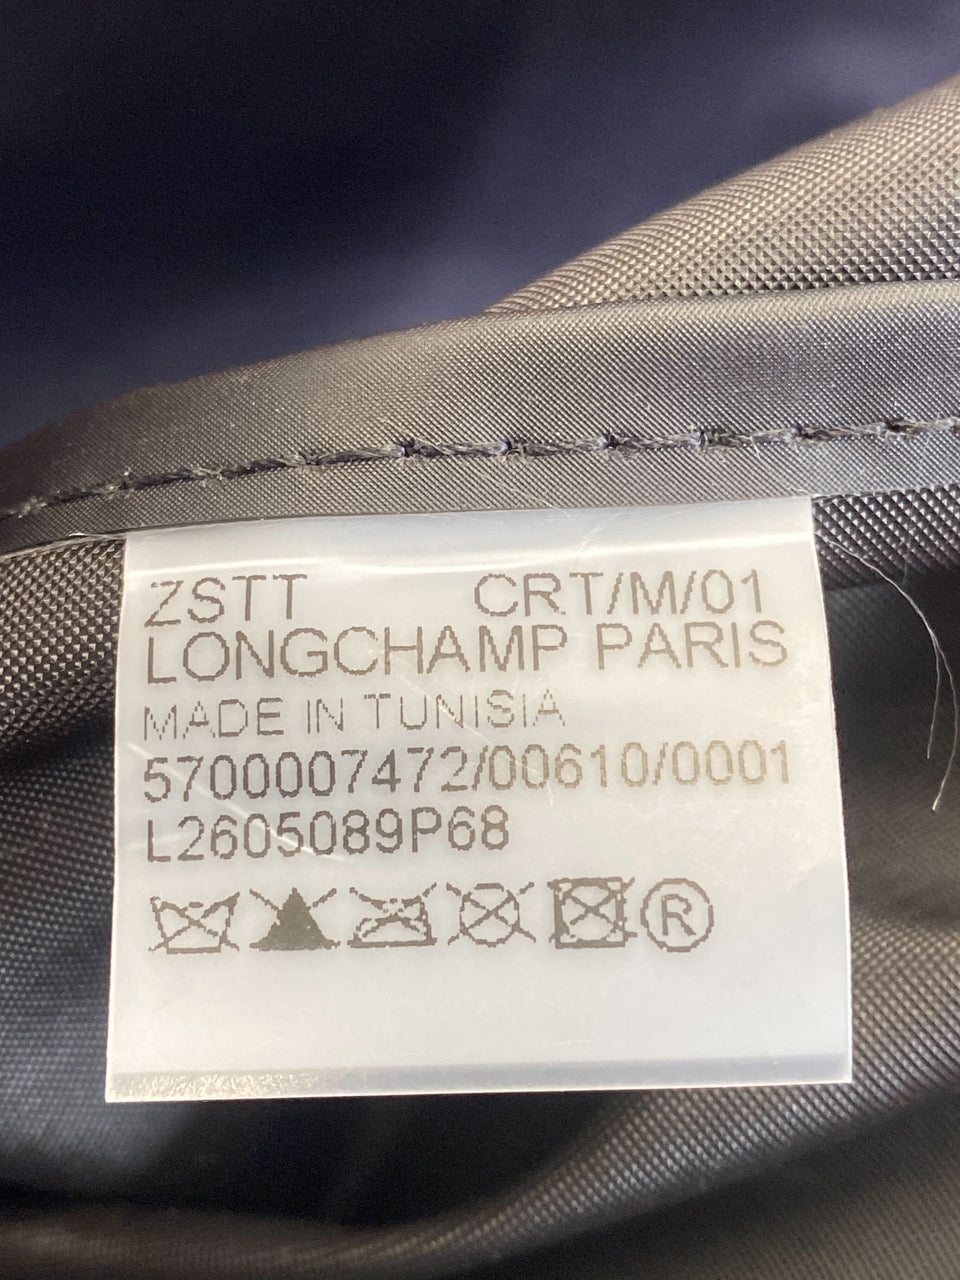 ZSTT CRT/M/01
LONGCHAMP PARIS
MADE IN TUNISIA
5700007472/00610/0001
L2605089P68
Ⓡ